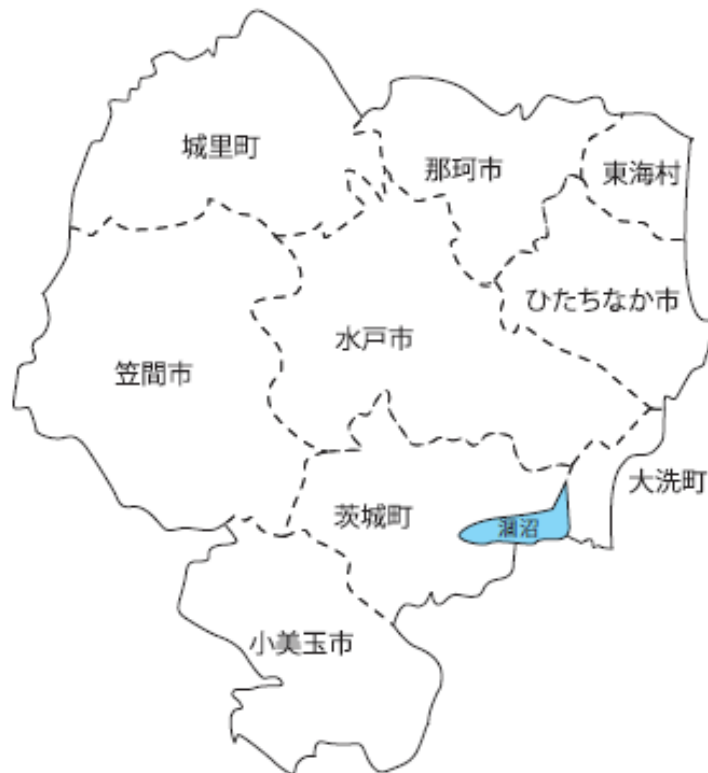 城里町
那珂市
東海村
ひたちなか市
水戸市
笠間市
大洗町
茨城町
涸沼
小美玉市